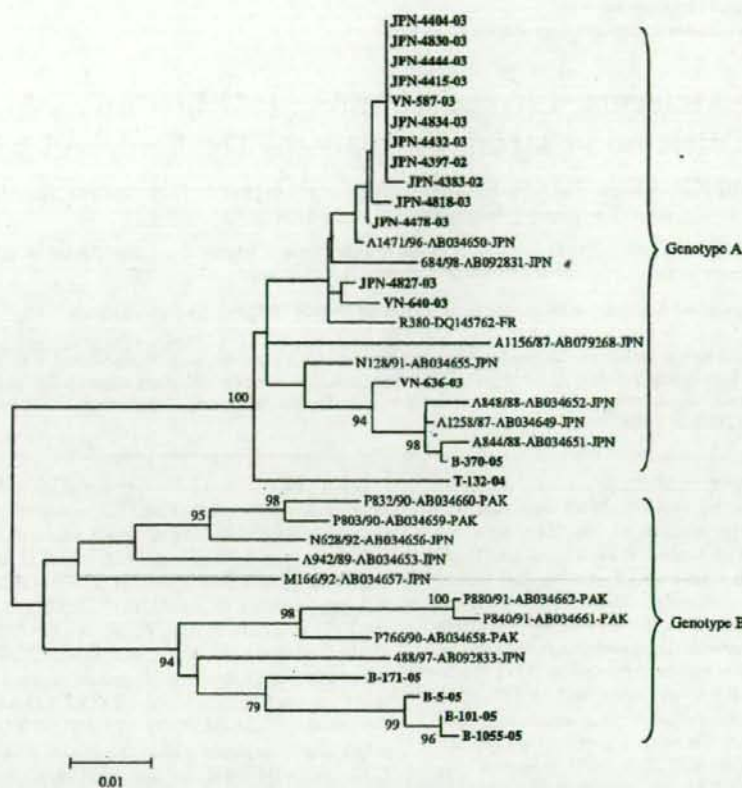 JPN-4404-03
JPN-4830-03
JPN-4444-03
JPN-4415-03
VN-587-03
JPN-4834-03
JPN-4432-03
JPN-4397-02
JPN-4383-02
JPN-4818-03
JPN-4478-03
A1471/96-AB034650-JPN
Genotype A
684/98-AB092831-JPN
JPN-4827-03
VN-640-03
R380-DQ145762-FR
A1156/87-AB079268-JPN
N128/91-AB034655-JPN
VN-636-03
100
A848/88-AB034652-JPN
94
A1258/87-AB034649-JPN
98
A844/88-AB034651-JPN
B-370-05
T-132-04
98
P832/90-AB034660-PAK
95
P803/90-AB034659-PAK
N628/92-AB034656-JPN
A942/89-AB034653-JPN
M166/92-AB034657-JPN
100
P880/91-AB034662-PAK
98
P840/91-AB034661-PAK
Genotype B
P766/90-AB034658-PAK
94
488/97-AB092833-JPN
B-171-05
79
B-5-05
99
B-101-05
96
B-1055-05
0.01